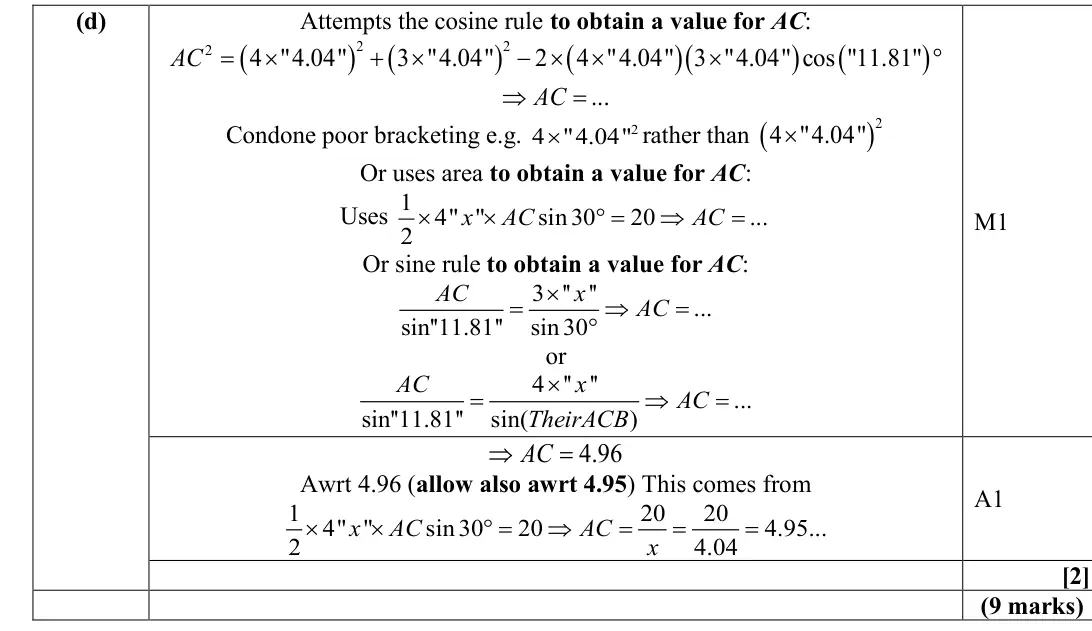 (d)
Attempts the cosine rule to obtain a value for AC:
AC² = (4×"4.04")² + (3×"4.04")² − 2×(4×"4.04")(3×"4.04")cos("11.81")°
⇒ AC = ...
Condone poor bracketing e.g. 4×"4.04"² rather than (4×"4.04")²
Or uses area to obtain a value for AC:
Uses 1/2 ×4"x"× AC sin 30° = 20 ⇒ AC = ...
M1
Or sine rule to obtain a value for AC:
AC / sin"11.81" = 3×"x" / sin 30° ⇒ AC = ...
or
AC / sin"11.81" = 4×"x" / sin(TheirACB) ⇒ AC = ...
⇒ AC = 4.96
Awrt 4.96 (allow also awrt 4.95) This comes from
A1
1/2 ×4"x"× AC sin 30° = 20 ⇒ AC = 20/x = 20/4.04 = 4.95...
[2]
(9 marks)